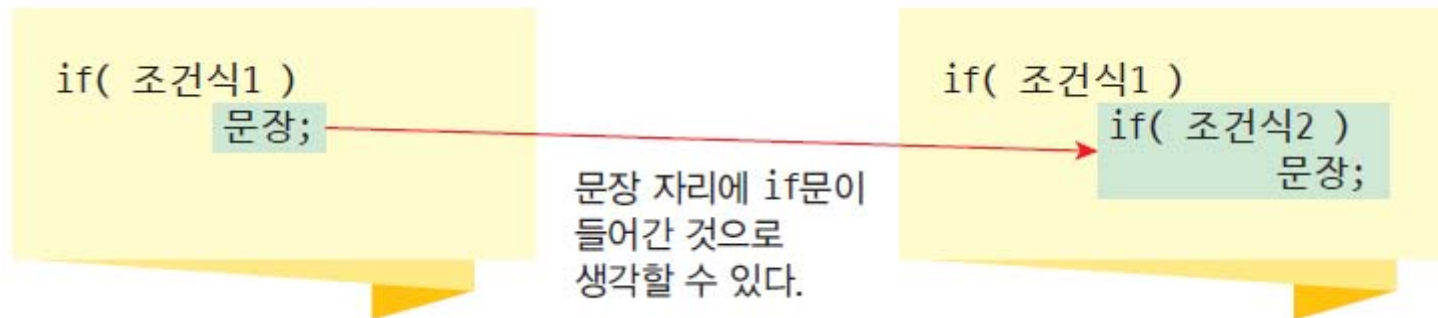 if( 조건식1 )
문장;
문장 자리에 if문이
들어간 것으로
생각할 수 있다.
if( 조건식1 )
if( 조건식2 )
문장;